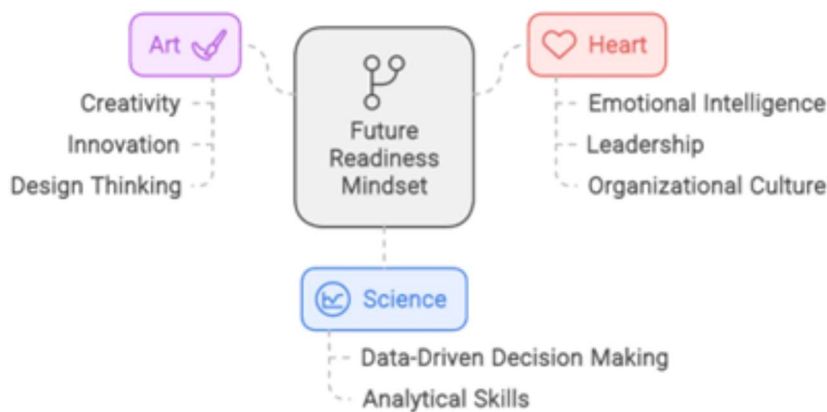 Art
Creativity
Innovation
Design Thinking
Future
Readiness
Mindset
Heart
Emotional Intelligence
Leadership
Organizational Culture
Science
Data-Driven Decision Making
Analytical Skills